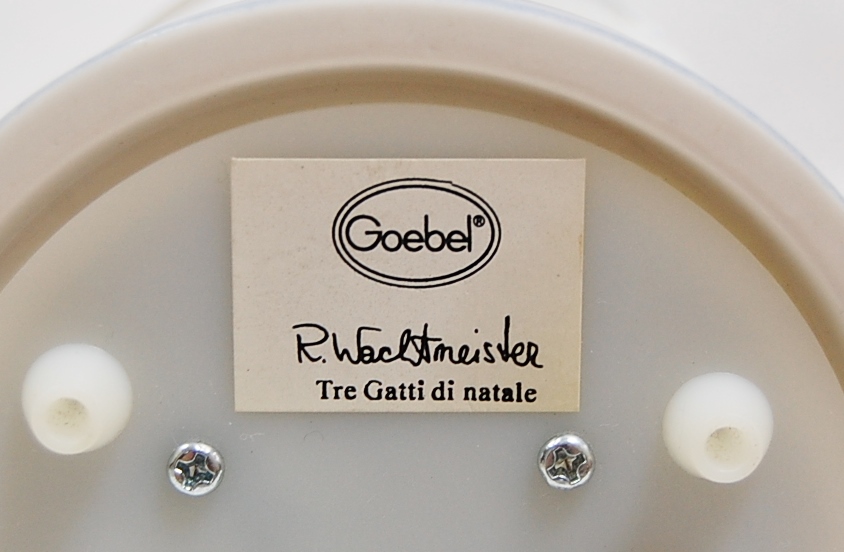 Goebel®
R. Wachtmeister
Tre Gatti di natale